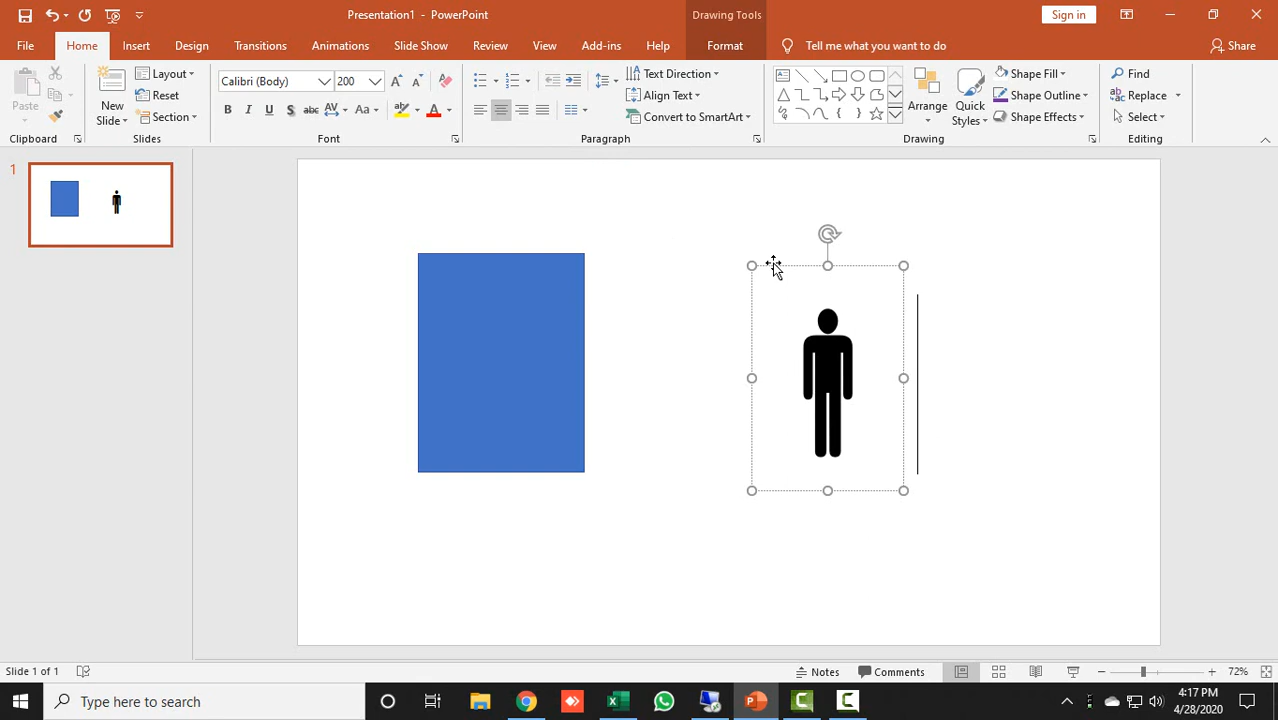 Presentation1 - PowerPoint
Drawing Tools
Sign in
File Home Insert Design Transitions Animations Slide Show Review View Add-ins Help Format Tell me what you want to do Share
Paste
Clipboard
New Slide
Layout
Reset
Section
Slides
Calibri (Body) 200
B I U S abc AV Aa A
Font
Text Direction
Align Text
Convert to SmartArt
Paragraph
Arrange
Quick Styles
Shape Fill
Shape Outline
Shape Effects
Drawing
Find
Replace
Select
Editing
1
Slide 1 of 1 Notes Comments 72%
Type here to search
4:17 PM
4/28/2020